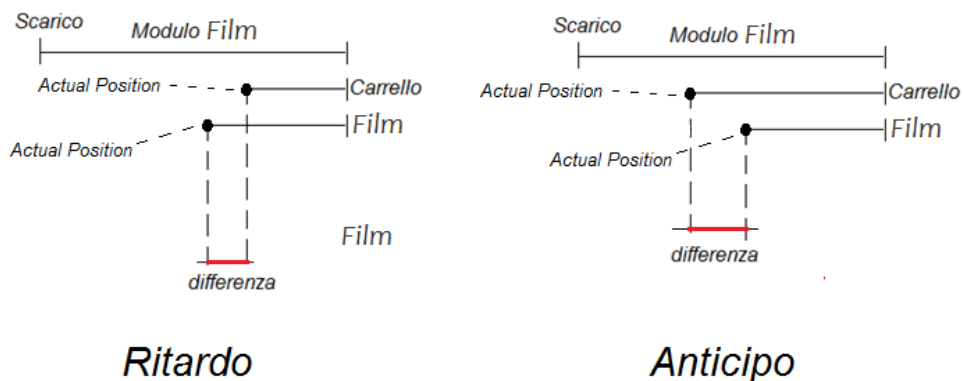 Scarico
Modulo Film
Actual Position
Carrello
Film
Actual Position
Film
differenza
Ritardo
Scarico
Modulo Film
Actual Position
Carrello
Film
Actual Position
differenza
Anticipo